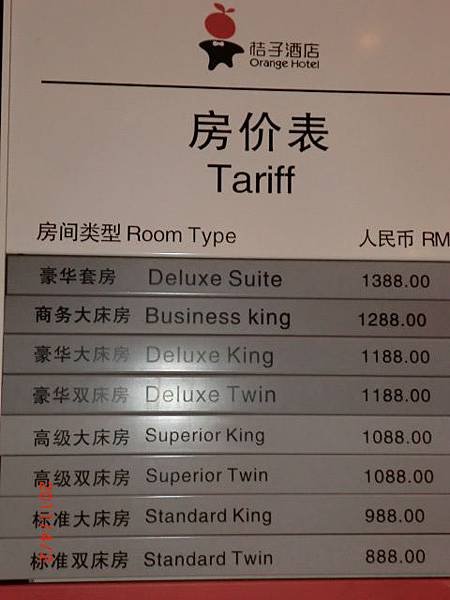 桔子酒店
Orange Hotel
房价表
Tariff
房间类型 Room Type 人民币 RM
豪华套房 Deluxe Suite 1388.00
商务大床房 Business king 1288.00
豪华大床房 Deluxe King 1188.00
豪华双床房 Deluxe Twin 1188.00
高级大床房 Superior King 1088.00
高级双床房 Superior Twin 1088.00
标准大床房 Standard King 988.00
标准双床房 Standard Twin 888.00